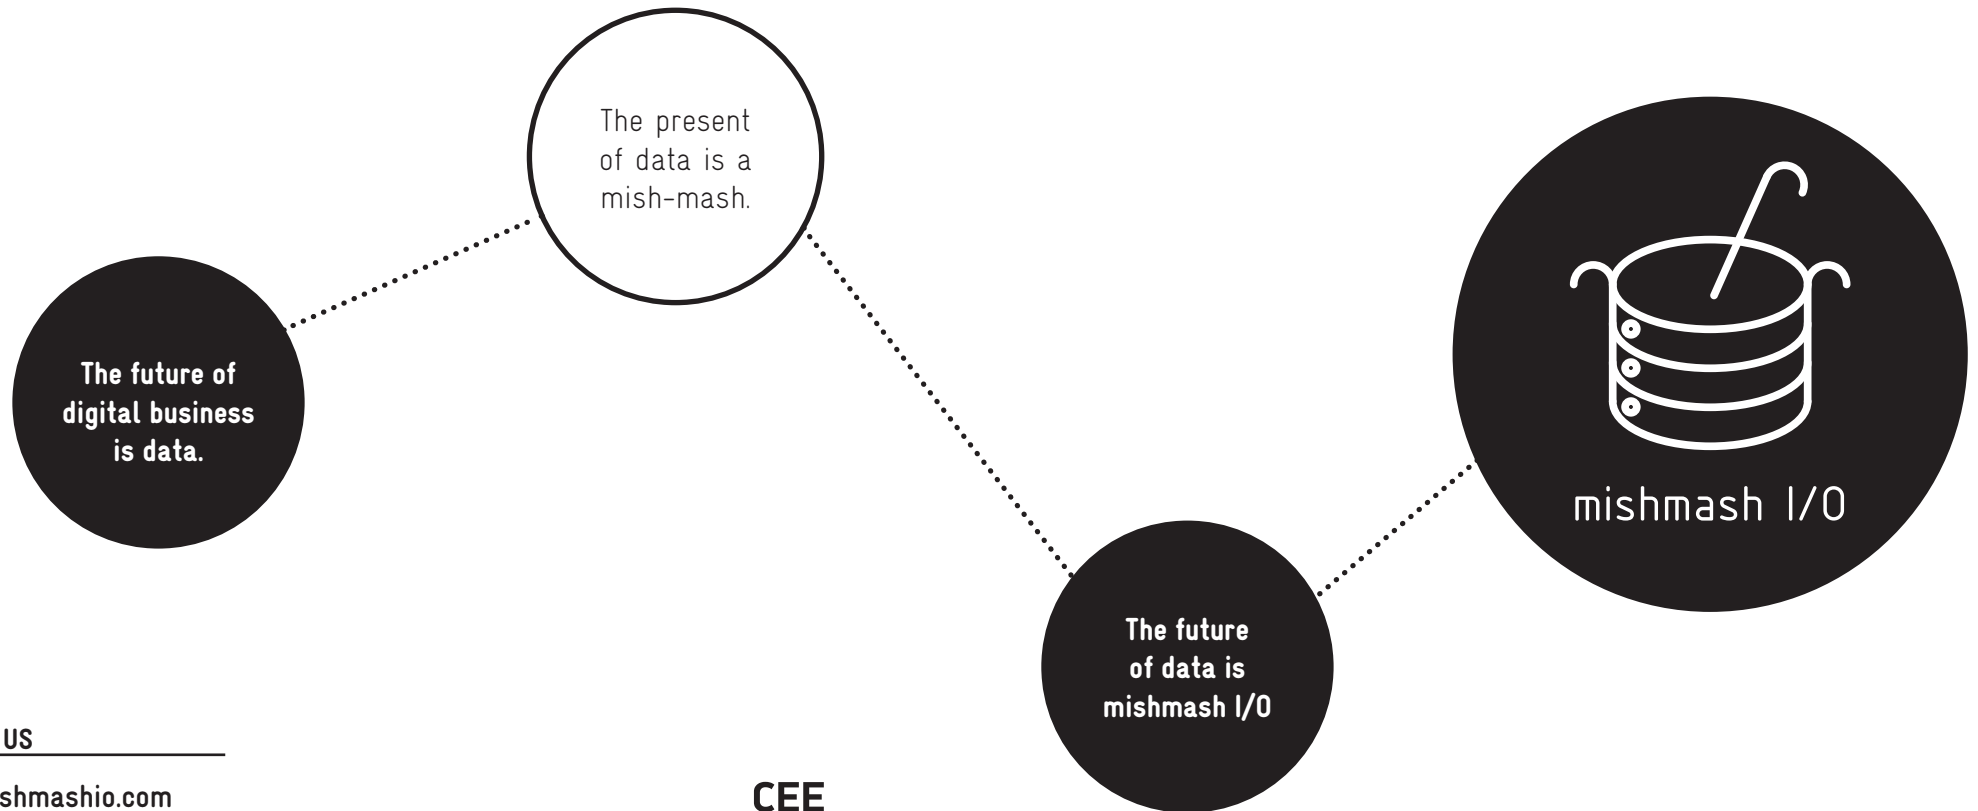 The present
of data is a
mish-mash.
The future of
digital business
is data.
mishmash I/O
The future
of data is
mishmash I/O
US
shmashio.com
CEE